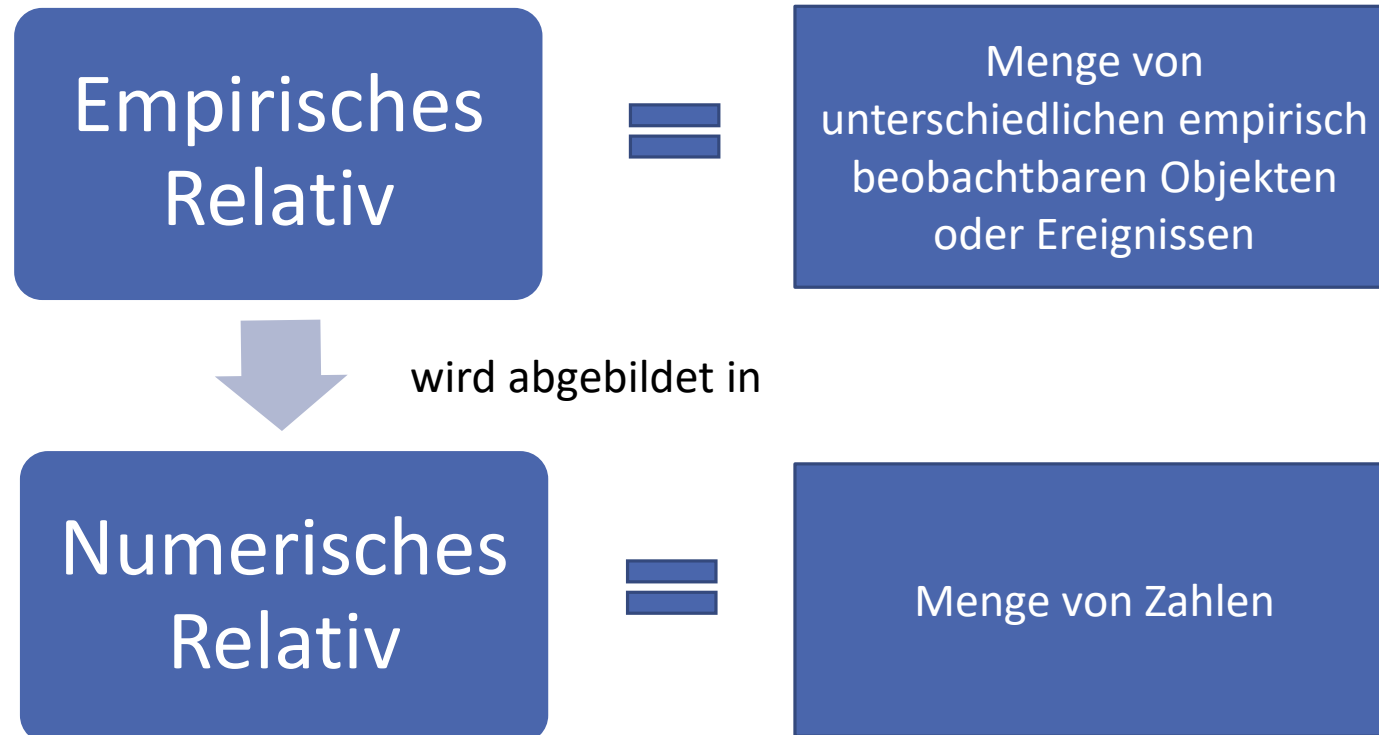 Empirisches
Relativ
Menge von
unterschiedlichen empirisch
beobachtbaren Objekten
oder Ereignissen
wird abgebildet in
Numerisches
Relativ
Menge von Zahlen